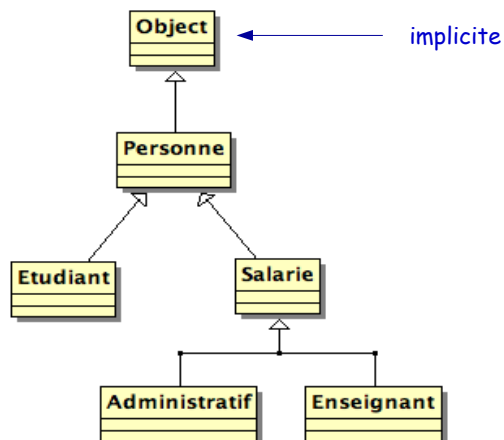 Object
implicite
Personne
Etudiant
Salarie
Administratif
Enseignant